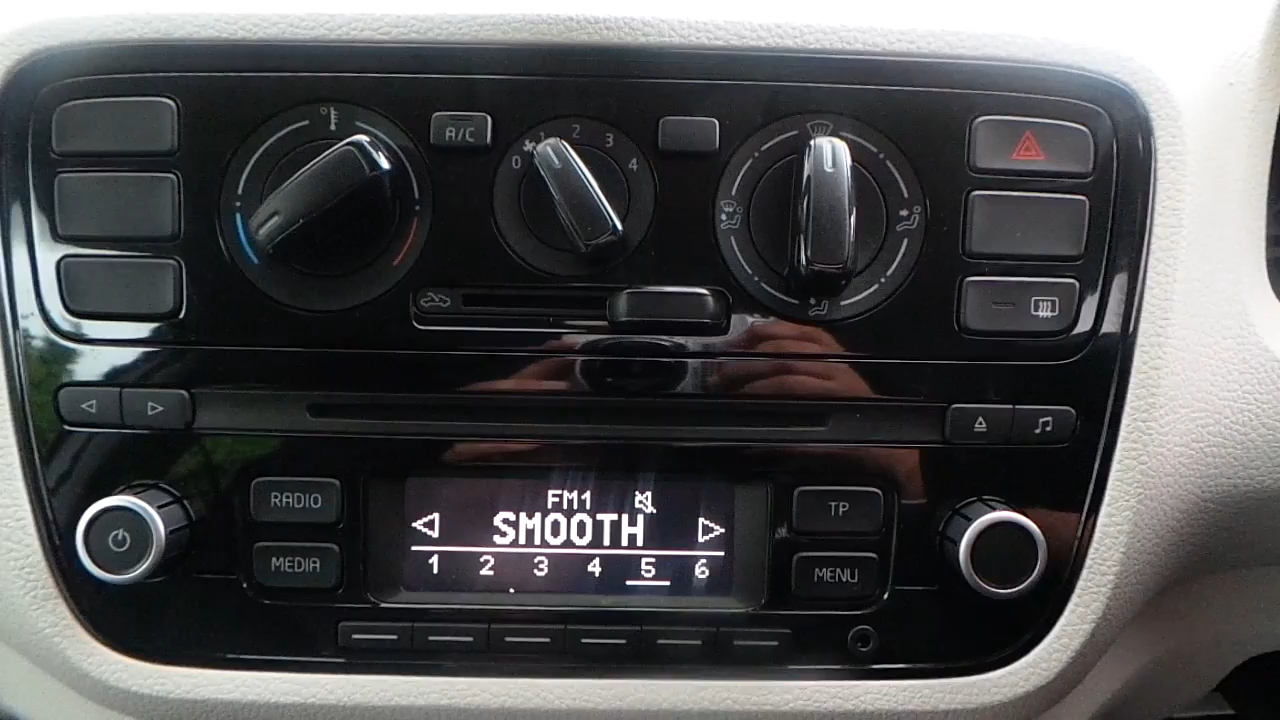 A/C
0 1 2 3 4
RADIO
MEDIA
FM1
SMOOTH
1 2 3 4 5 6
TP
MENU